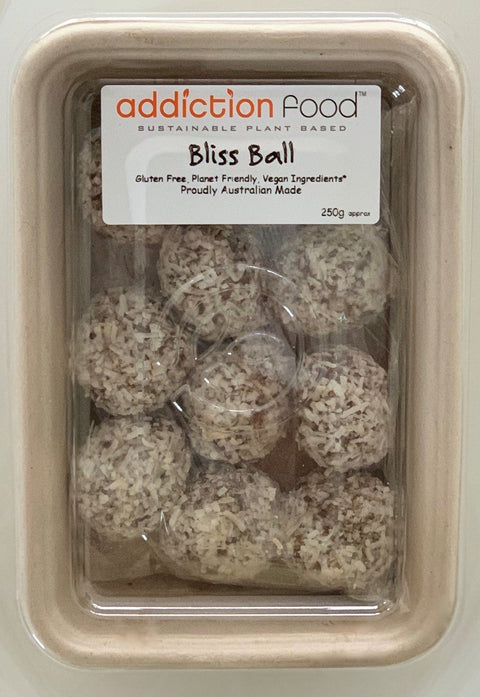 addiction food™
SUSTAINABLE PLANT BASED
Bliss Ball
Gluten Free, Planet Friendly, Vegan Ingredients*
Proudly Australian Made
250g approx